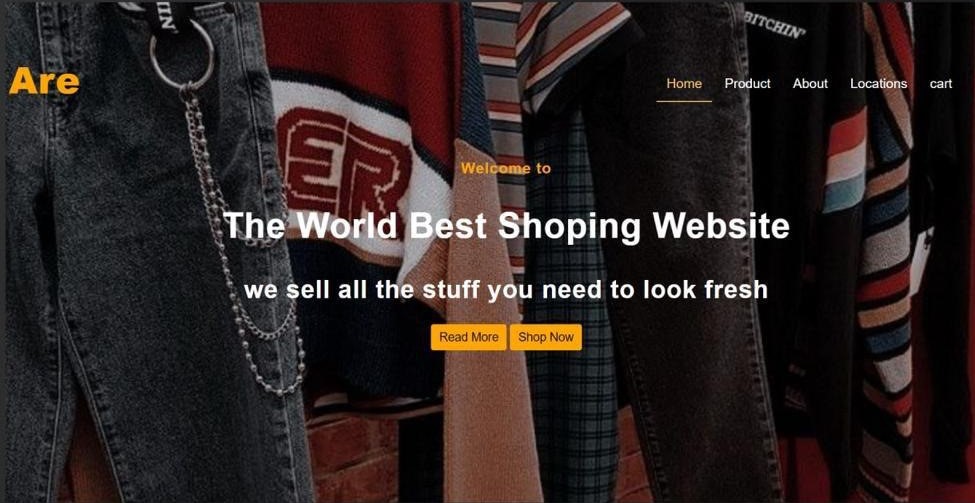 Are
Home Product About Locations cart
Welcome to
The World Best Shoping Website
we sell all the stuff you need to look fresh
Read More Shop Now
BITCHIN'
ER